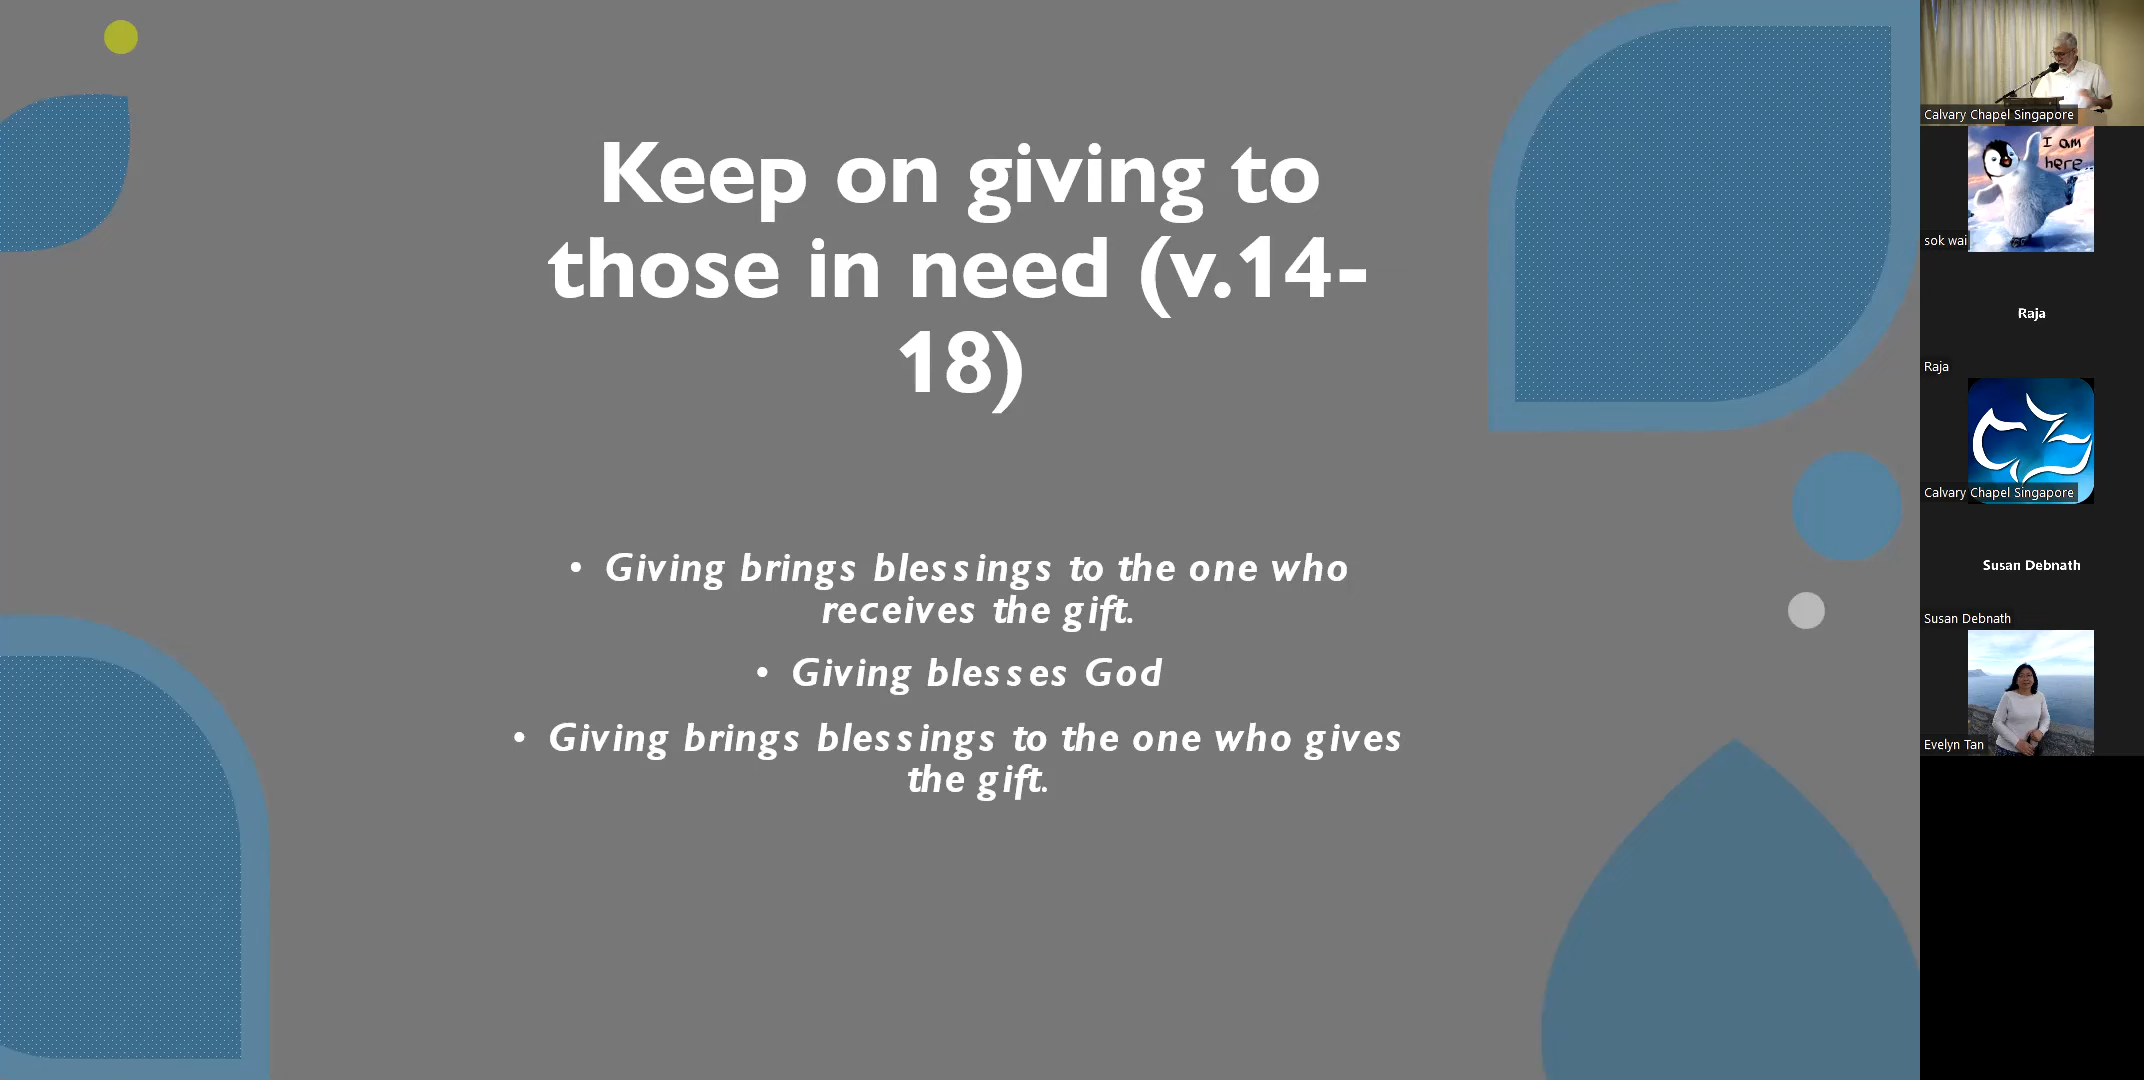 Keep on giving to
those in need (v.14-
18)
• Giving brings blessings to the one who
receives the gift.
• Giving blesses God
• Giving brings blessings to the one who gives
the gift.
Calvary Chapel Singapore
I am
here..
sok wai
Raja
Raja
Calvary Chapel Singapore
Susan Debnath
Susan Debnath
Evelyn Tan